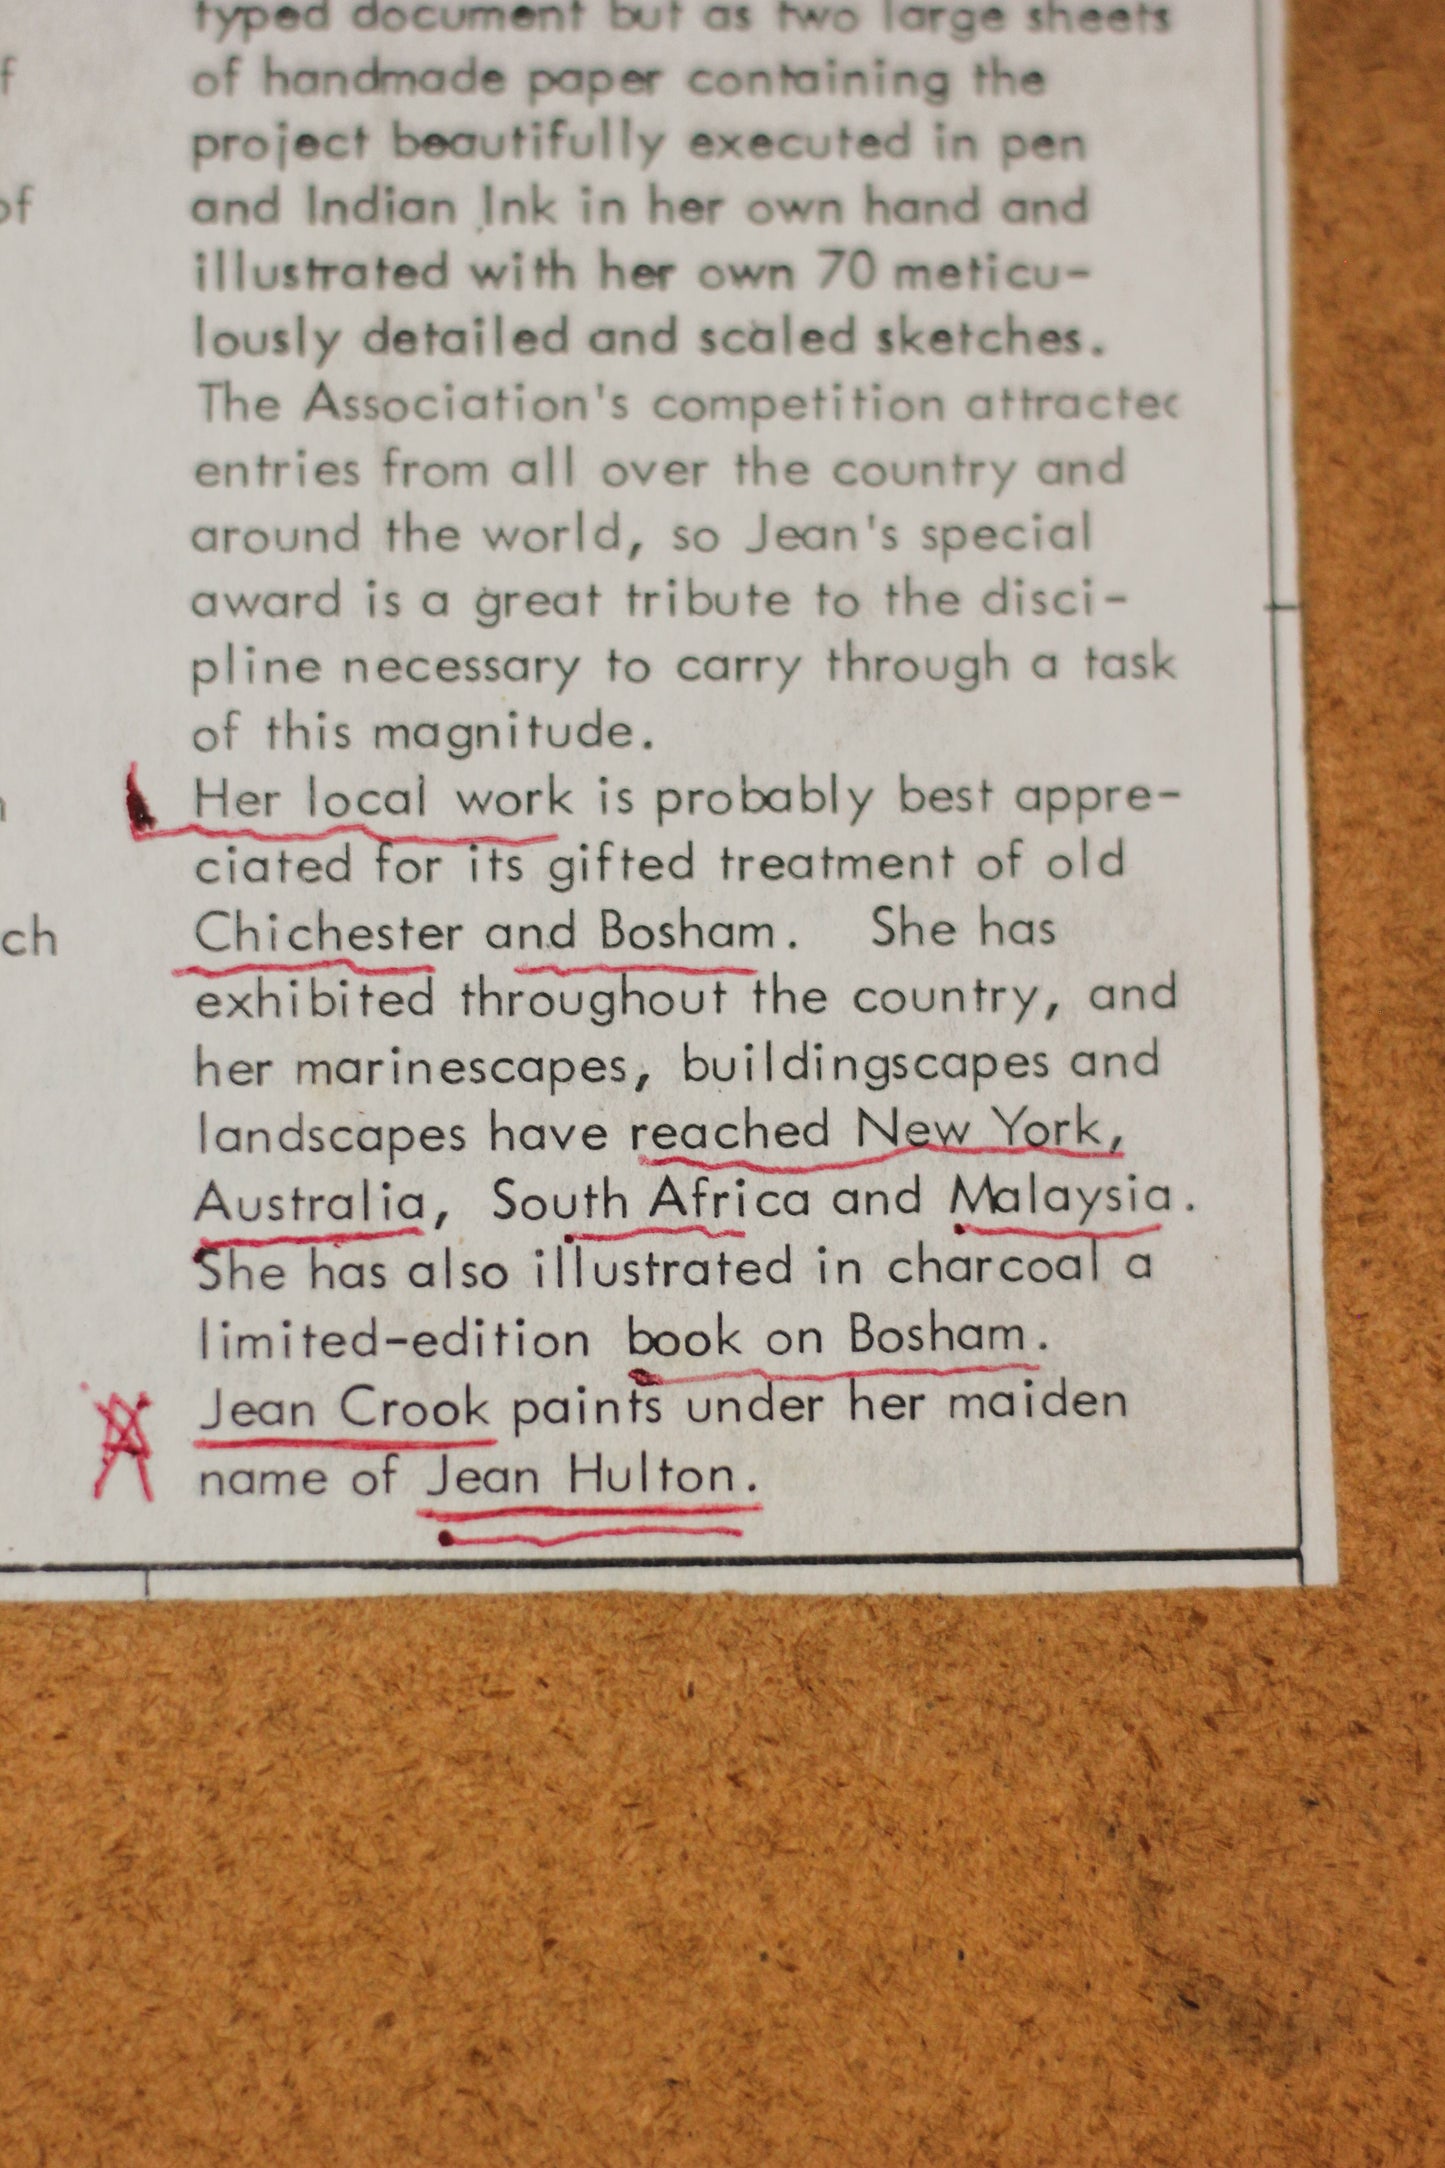 typed document but as two large sheets
of handmade paper containing the
project beautifully executed in pen
and Indian Ink in her own hand and
illustrated with her own 70 meticu-
lously detailed and scaled sketches.
The Association's competition attracted
entries from all over the country and
around the world, so Jean's special
award is a great tribute to the disci-
pline necessary to carry through a task
of this magnitude.
Her local work is probably best appre-
ciated for its gifted treatment of old
Chichester and Bosham. She has
exhibited throughout the country, and
her marinescapes, buildingscapes and
landscapes have reached New York,
Australia, South Africa and Malaysia.
She has also illustrated in charcoal a
limited-edition book on Bosham.
Jean Crook paints under her maiden
name of Jean Hulton.